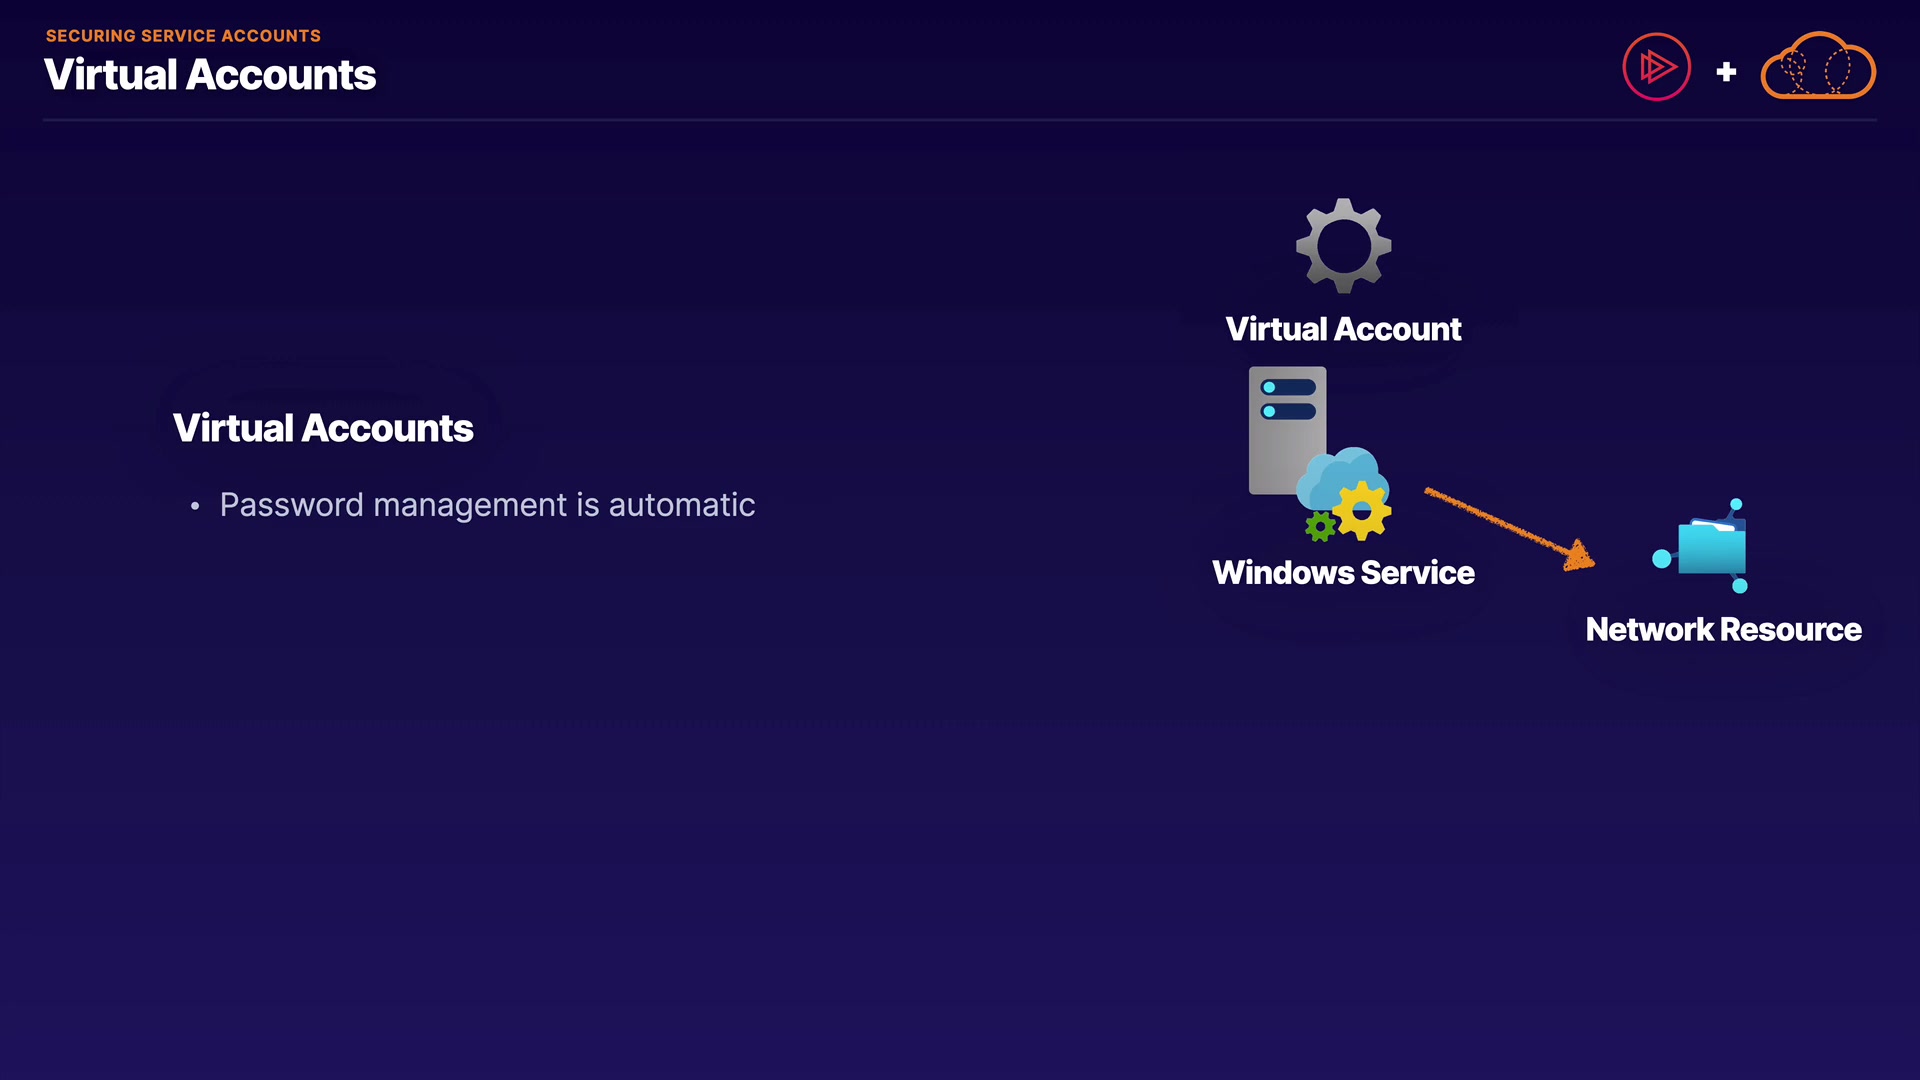 SECURING SERVICE ACCOUNTS
Virtual Accounts
+
Virtual Account
Virtual Accounts
• Password management is automatic
Windows Service
Network Resource